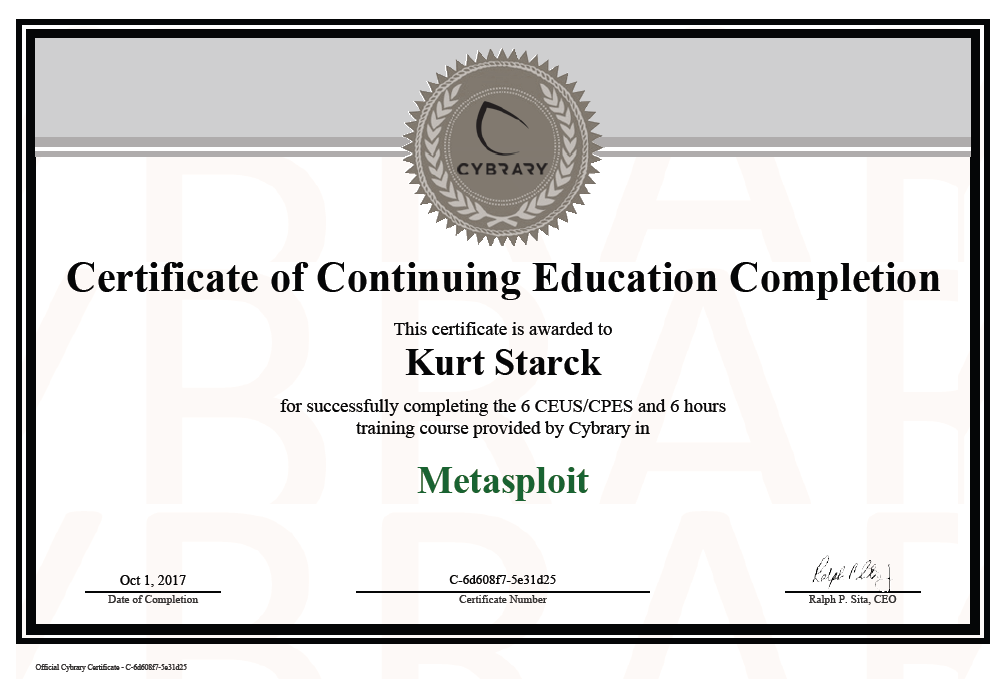 CYBRARY
Certificate of Continuing Education Completion
This certificate is awarded to
Kurt Starck
for successfully completing the 6 CEUS/CPES and 6 hours
training course provided by Cybrary in
Metasploit
Oct 1, 2017
Date of Completion
C-6d608f7-5e31d25
Certificate Number
Ralph P. Sita, CEO
Official Cybrary Certificate - C-6d608f7-5e31d25